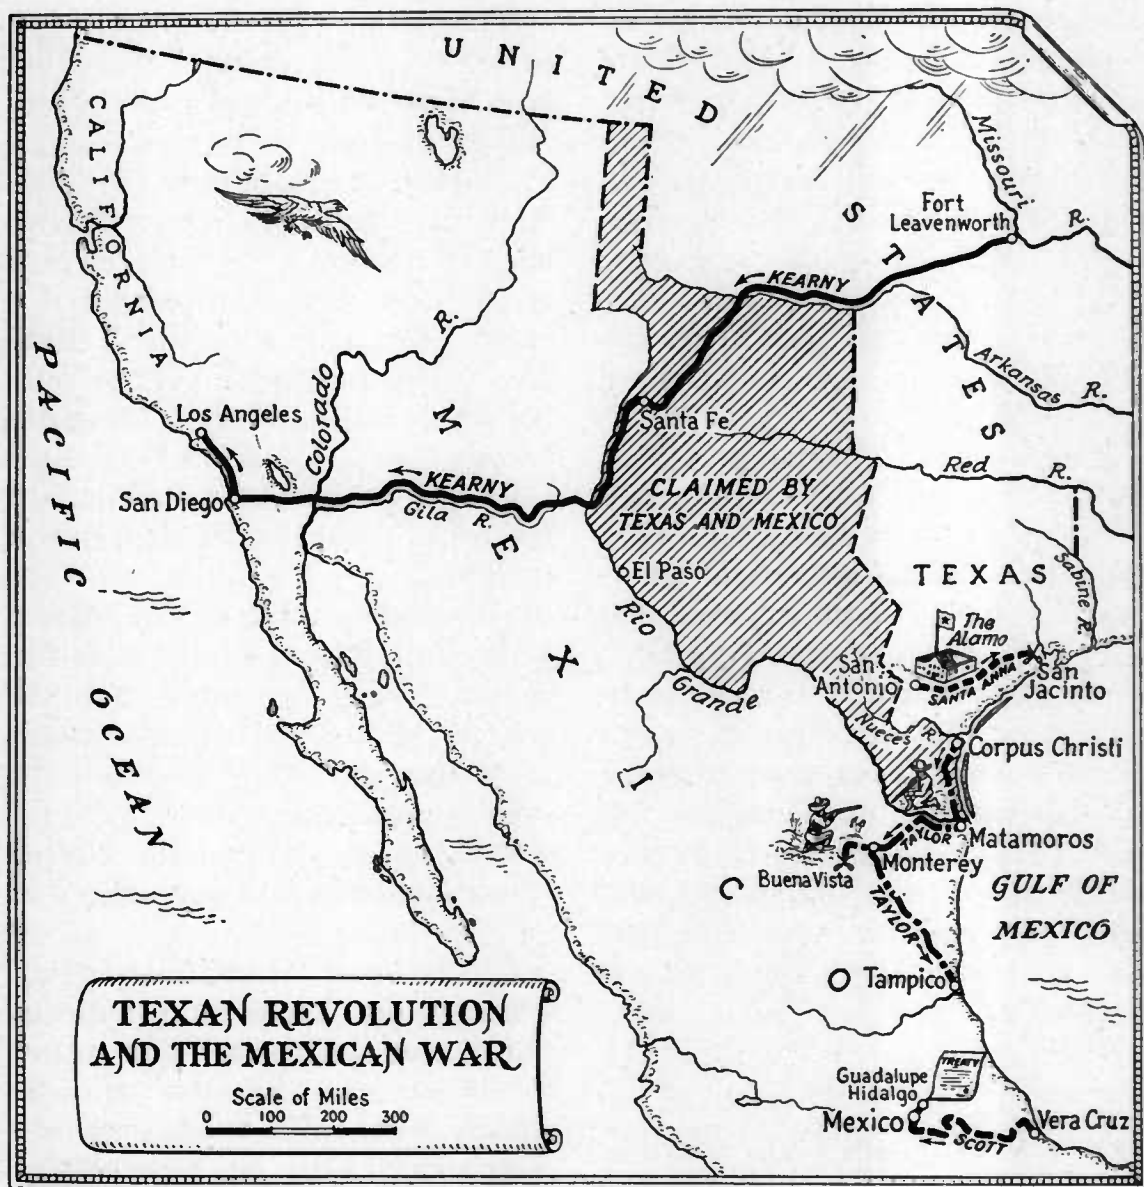 UNITED
STATES
CALIFORNIA
Missouri
R.
Fort
Leavenworth
KEARNY
Arkansas R.
PACIFIC
OCEAN
Colorado
R.
MEXICO
Los Angeles
San Diego
KEARNY
Gila R.
Santa Fe
Red R.
CLAIMED BY
TEXAS AND MEXICO
El Paso
Rio
Grande
TEXAS
Sabine R.
The
Alamo
San
Antonio
SANTA ANNA
San
Jacinto
Nueces R.
Corpus Christi
TAYLOR
Matamoros
Monterey
Buena Vista
TAYLOR
GULF OF
MEXICO
Tampico
TEXAN REVOLUTION
AND THE MEXICAN WAR
Scale of Miles
0 100 200 300
TREATY
Guadalupe
Hidalgo
Mexico
SCOTT
Vera Cruz